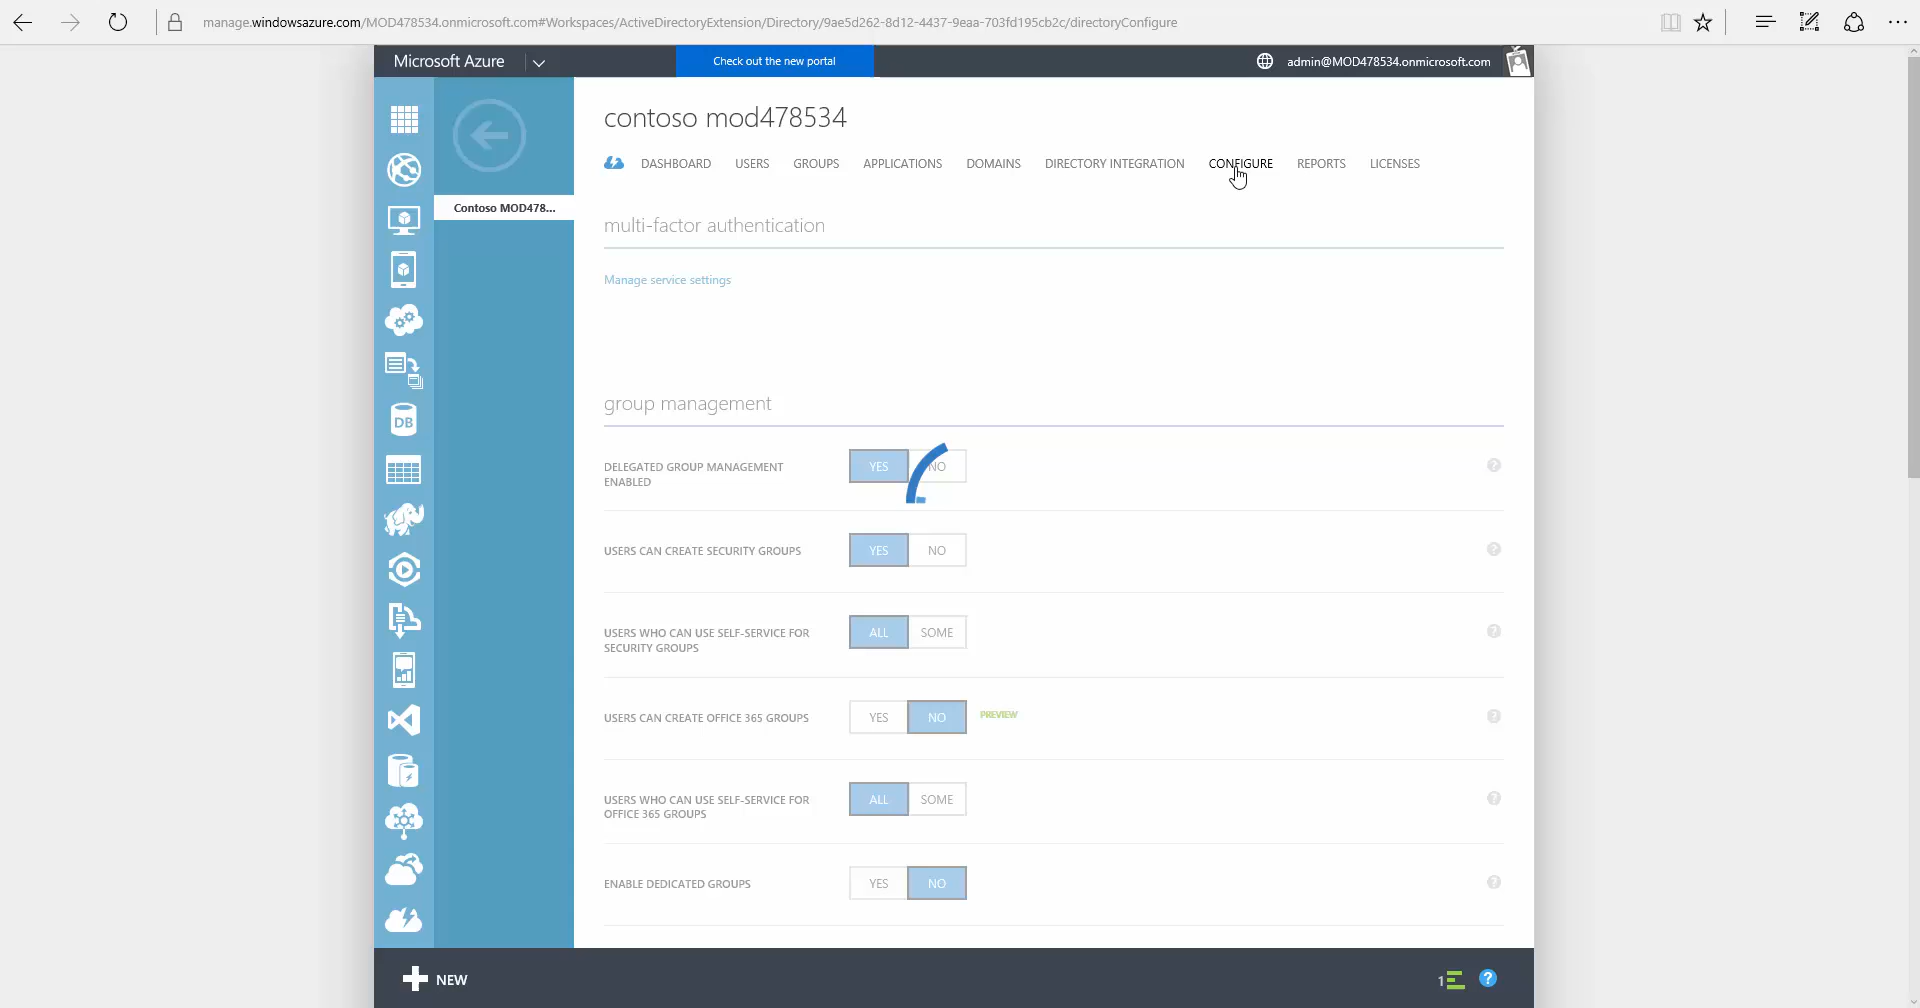 manage.windowsazure.com/MOD478534.onmicrosoft.com#Workspaces/ActiveDirectoryExtension/Directory/9ae5d262-8d12-4437-9eaa-703fd195cb2c/directoryConfigure
Microsoft Azure
Check out the new portal
admin@MOD478534.onmicrosoft.com
contoso mod478534
DASHBOARD USERS GROUPS APPLICATIONS DOMAINS DIRECTORY INTEGRATION CONFIGURE REPORTS LICENSES
Contoso MOD478...
multi-factor authentication
Manage service settings
group management
DELEGATED GROUP MANAGEMENT
ENABLED
YES NO
?
USERS CAN CREATE SECURITY GROUPS
YES NO
?
USERS WHO CAN USE SELF-SERVICE FOR
SECURITY GROUPS
ALL SOME
?
USERS CAN CREATE OFFICE 365 GROUPS
YES NO
PREVIEW
?
USERS WHO CAN USE SELF-SERVICE FOR
OFFICE 365 GROUPS
ALL SOME
?
ENABLE DEDICATED GROUPS
YES NO
?
DB
NEW
1
?